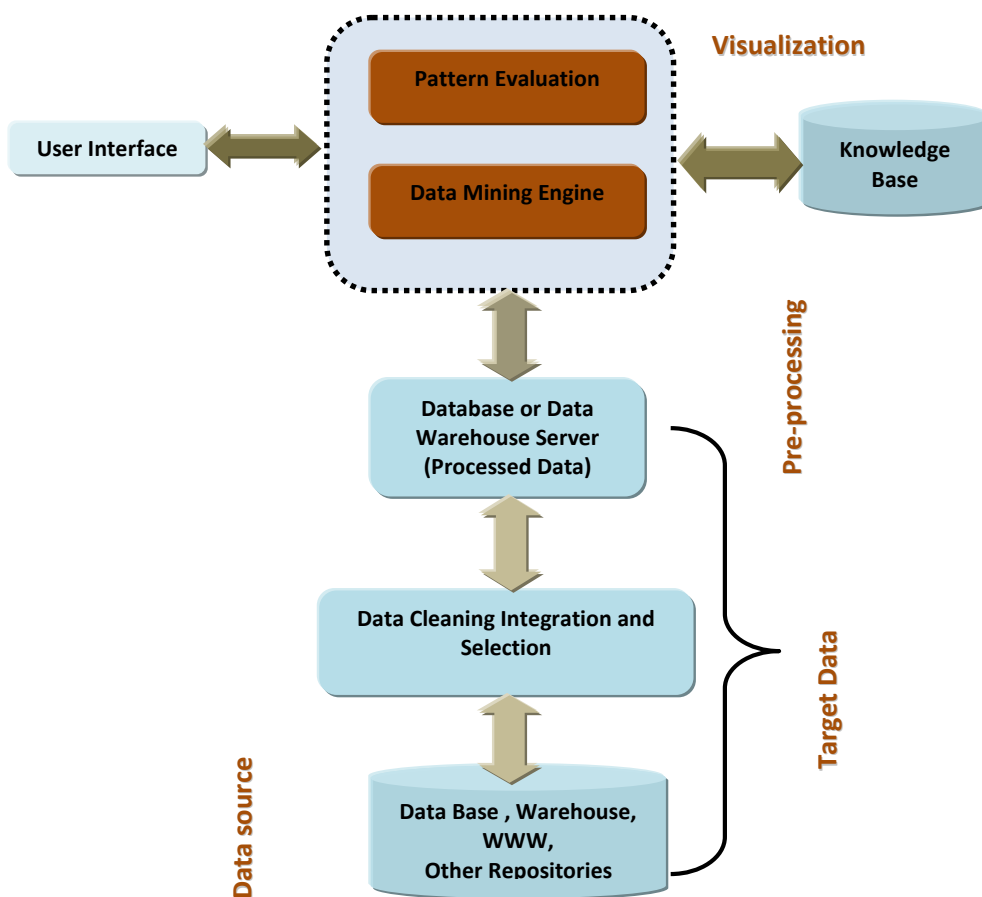 Visualization
Pattern Evaluation
User Interface
Knowledge
Base
Data Mining Engine
Pre-processing
Database or Data
Warehouse Server
(Processed Data)
Data Cleaning Integration and
Selection
Target Data
Data source
Data Base , Warehouse,
WWW,
Other Repositories